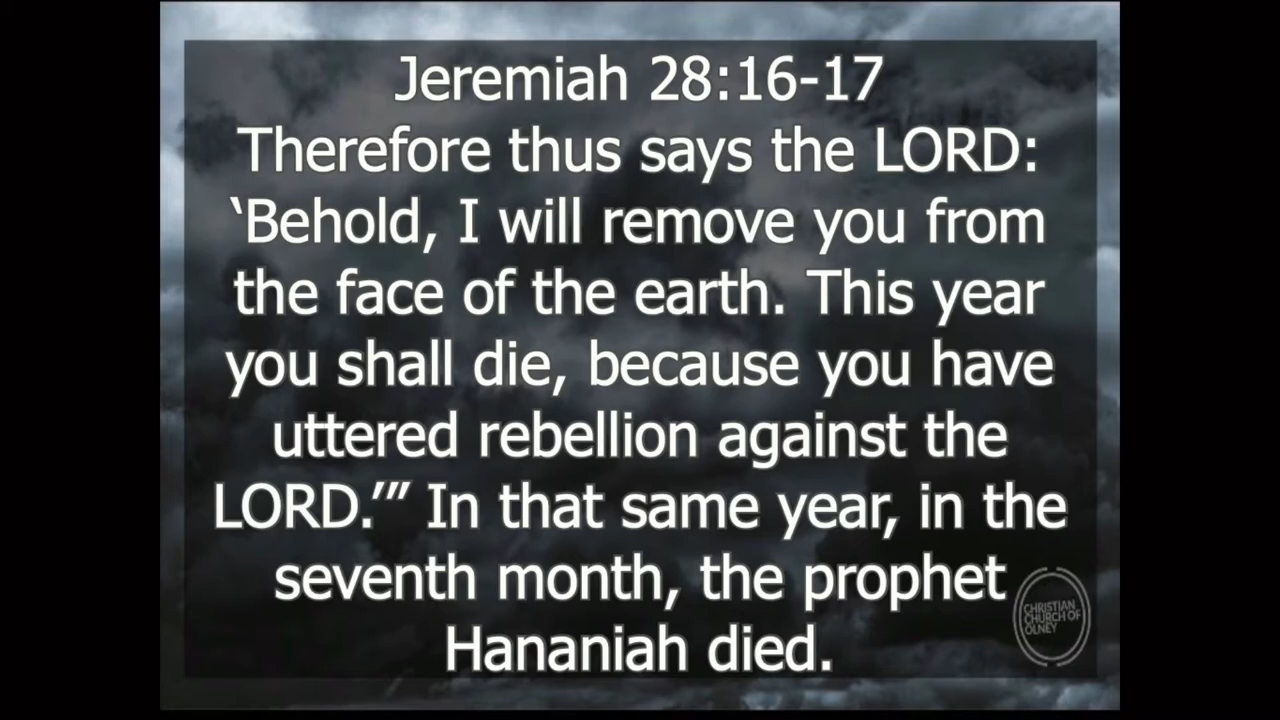 Jeremiah 28:16-17
Therefore thus says the LORD:
‘Behold, I will remove you from
the face of the earth. This year
you shall die, because you have
uttered rebellion against the
LORD.’” In that same year, in the
seventh month, the prophet
Hananiah died.
CHRISTIAN
CHURCH OF
OLNEY